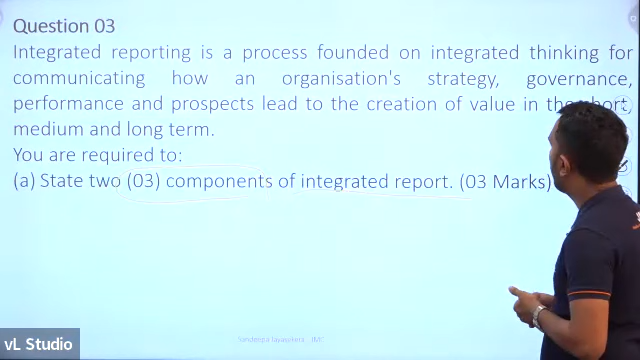 Question 03
Integrated reporting is a process founded on integrated thinking for
communicating how an organisation's strategy, governance,
performance and prospects lead to the creation of value in the short,
medium and long term.
You are required to:
(a) State two (03) components of integrated report. (03 Marks)
vL Studio
IMC